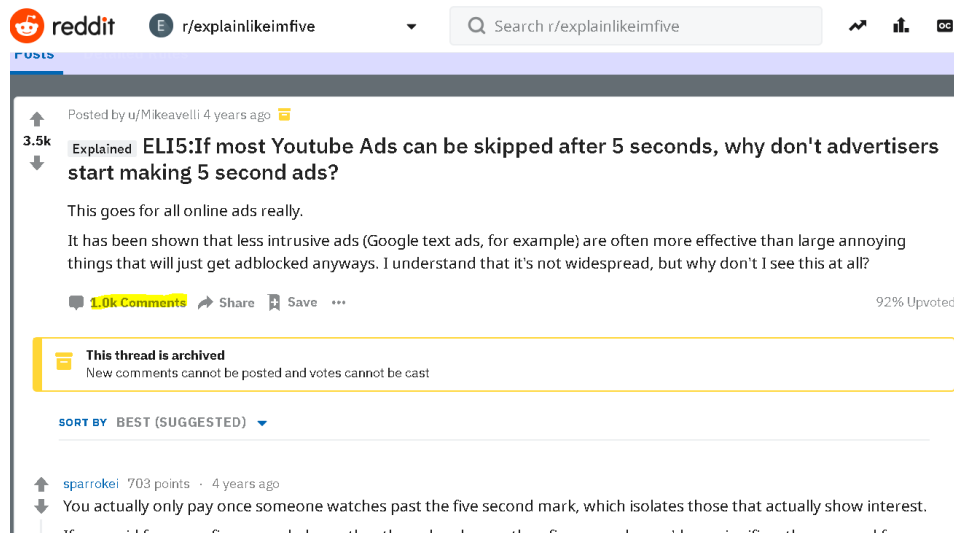 reddit
E r/explainlikeimfive
Search r/explainlikeimfive
OC
Posts
Posted by u/Mikeavelli 4 years ago
3.5k
Explained ELI5:If most Youtube Ads can be skipped after 5 seconds, why don't advertisers
start making 5 second ads?
This goes for all online ads really.
It has been shown that less intrusive ads (Google text ads, for example) are often more effective than large annoying
things that will just get adblocked anyways. I understand that it's not widespread, but why don't I see this at all?
1.0k Comments Share Save ···
92% Upvoted
This thread is archived
New comments cannot be posted and votes cannot be cast
SORT BY BEST (SUGGESTED)
sparrokei 703 points · 4 years ago
You actually only pay once someone watches past the five second mark, which isolates those that actually show interest.